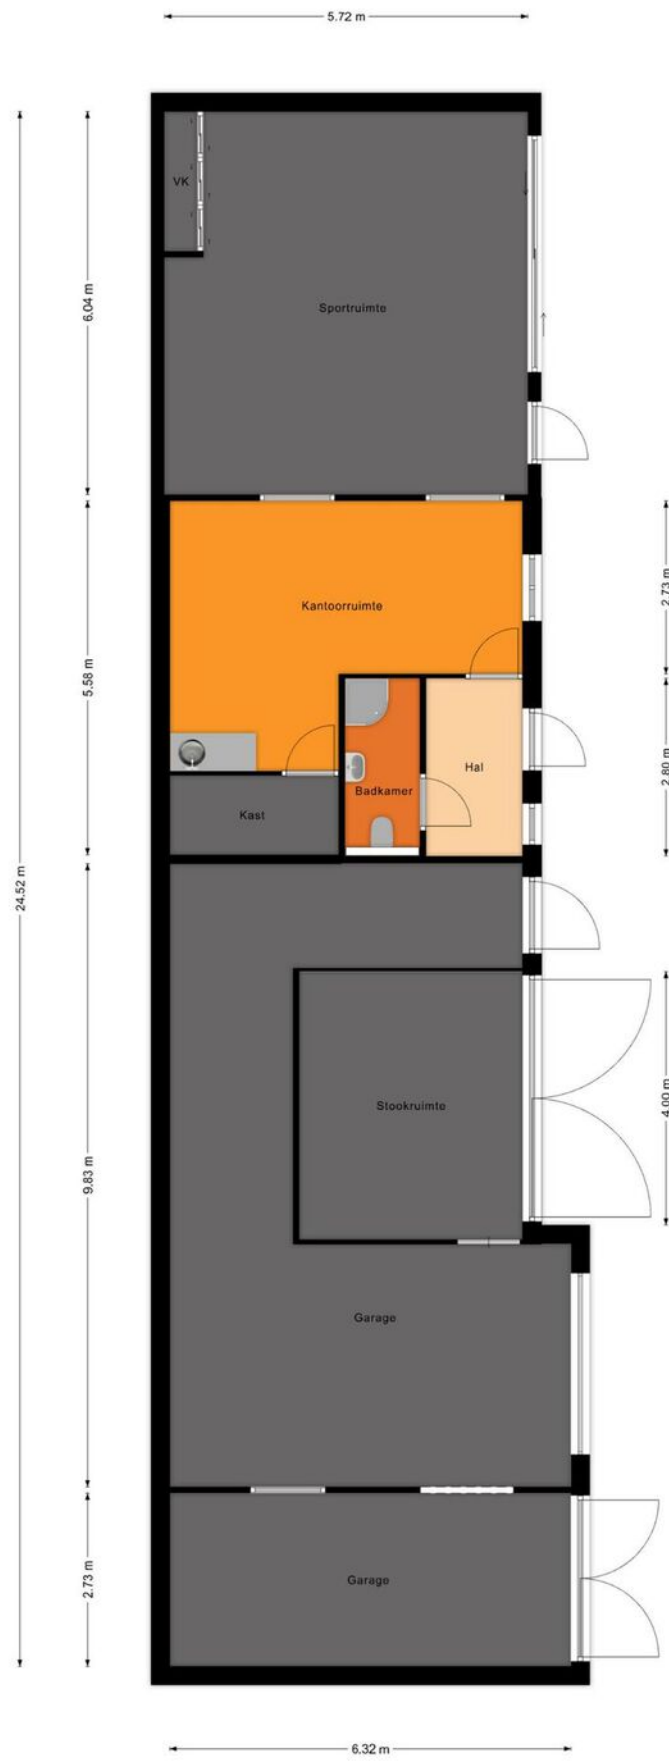 5.72 m
VK
6.04 m
Sportruimte
2.73 m
Kantoorruimte
5.58 m
2.80 m
Hal
Badkamer
Kast
24.52 m
4.00 m
Stookruimte
9.83 m
Garage
2.73 m
Garage
6.32 m